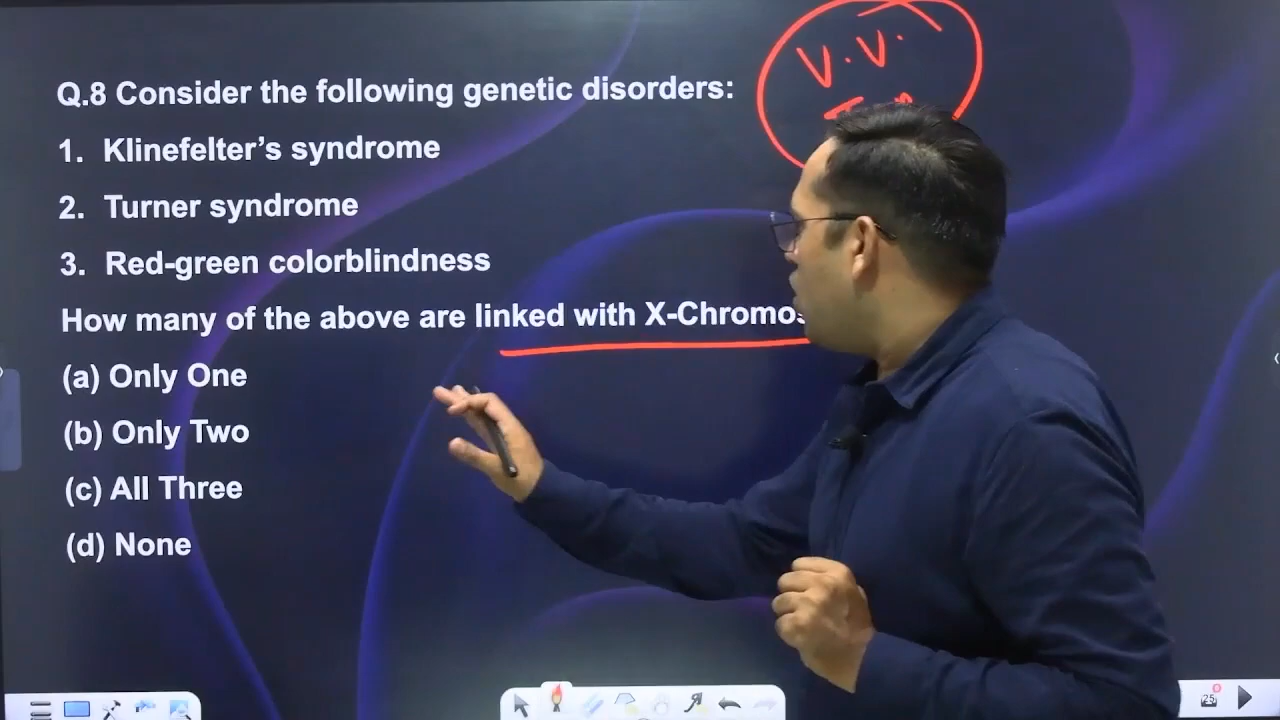 Q.8 Consider the following genetic disorders:
1. Klinefelter's syndrome
2. Turner syndrome
3. Red-green colorblindness
How many of the above are linked with
(a) Only One
(b) Only Two
(c) All Three
(d) None
V.V.
25